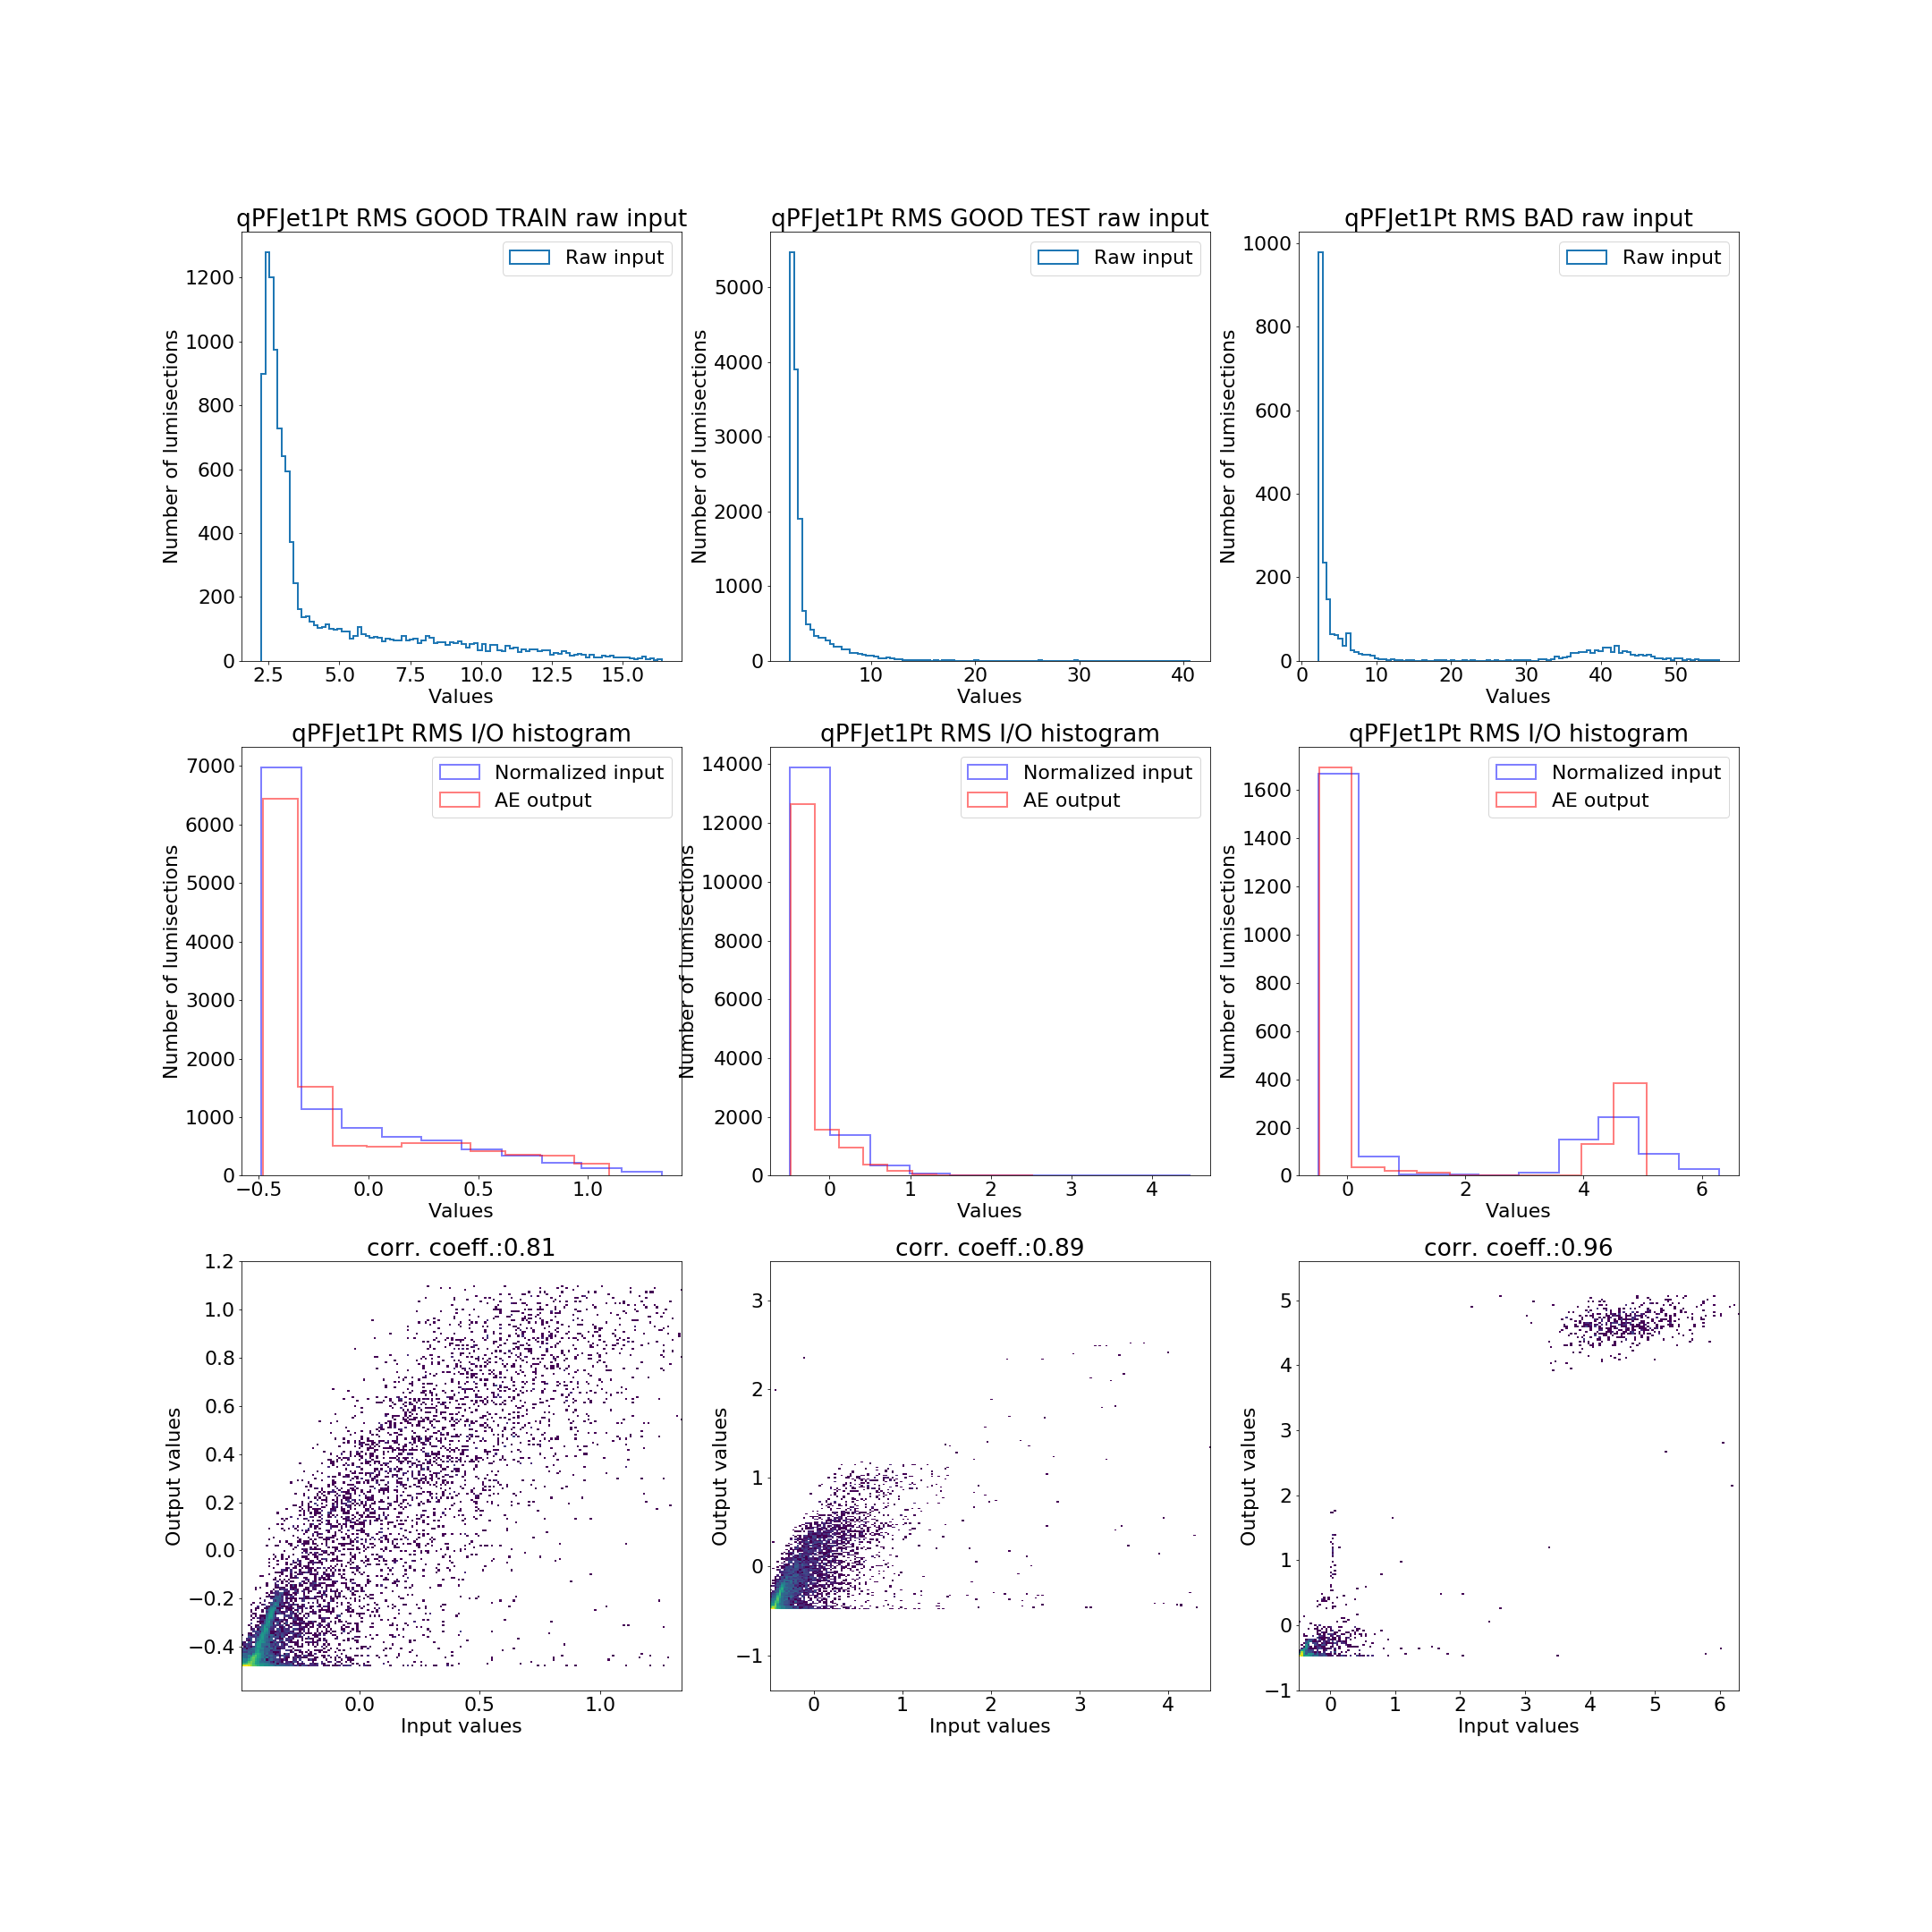 qPFJet1Pt RMS GOOD TRAIN raw input
Raw input
1200
1000
800
600
400
200
0
2.5 5.0 7.5 10.0 12.5 15.0
Values
Number of lumisections
qPFJet1Pt RMS GOOD TEST raw input
Raw input
5000
4000
3000
2000
1000
0
10 20 30 40
Values
Number of lumisections
qPFJet1Pt RMS BAD raw input
Raw input
1000
800
600
400
200
0
0 10 20 30 40 50
Values
Number of lumisections
qPFJet1Pt RMS I/O histogram
Normalized input
AE output
7000
6000
5000
4000
3000
2000
1000
0
−0.5 0.0 0.5 1.0
Values
Number of lumisections
qPFJet1Pt RMS I/O histogram
Normalized input
AE output
14000
12000
10000
8000
6000
4000
2000
0
0 1 2 3 4
Values
Number of lumisections
qPFJet1Pt RMS I/O histogram
Normalized input
AE output
1600
1400
1200
1000
800
600
400
200
0
0 2 4 6
Values
Number of lumisections
corr. coeff.:0.81
1.2
1.0
0.8
0.6
0.4
0.2
0.0
−0.2
−0.4
0.0 0.5 1.0
Input values
Output values
corr. coeff.:0.89
3
2
1
0
−1
0 1 2 3 4
Input values
Output values
corr. coeff.:0.96
5
4
3
2
1
0
−1
0 1 2 3 4 5 6
Input values
Output values